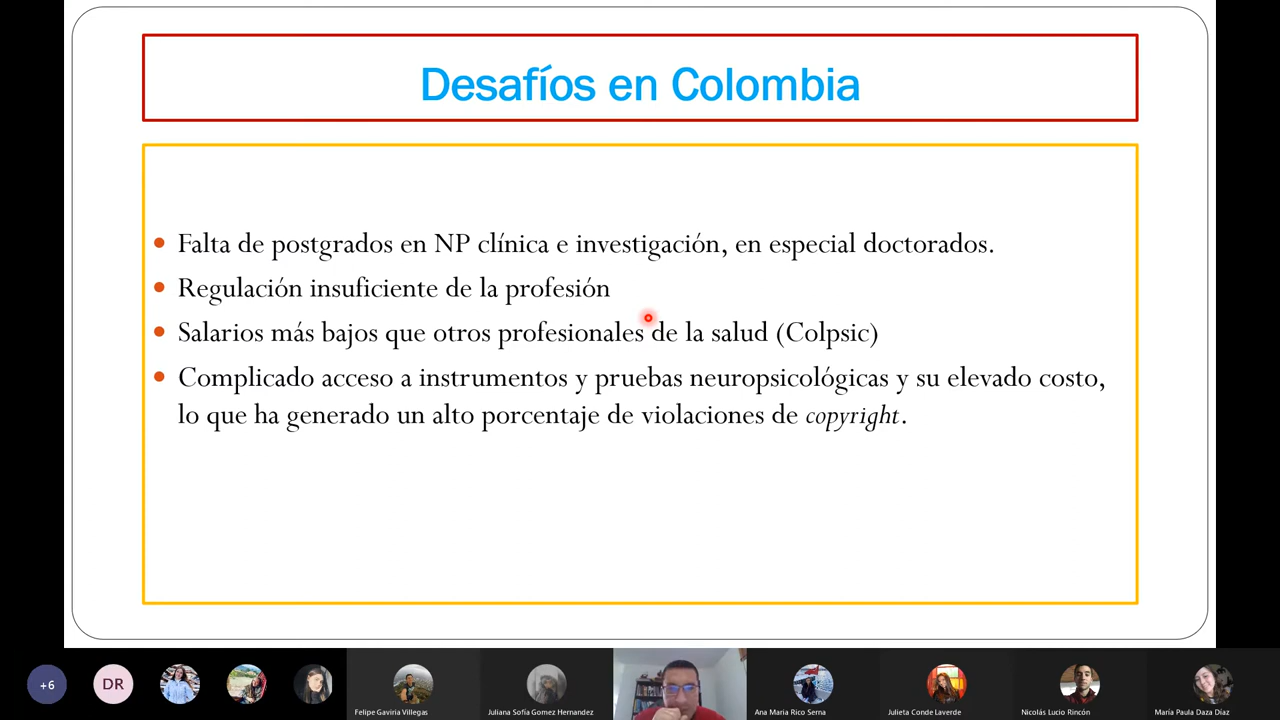 Desafíos en Colombia
Falta de postgrados en NP clínica e investigación, en especial doctorados.
Regulación insuficiente de la profesión
Salarios más bajos que otros profesionales de la salud (Colpsic)
Complicado acceso a instrumentos y pruebas neuropsicológicas y su elevado costo,
lo que ha generado un alto porcentaje de violaciones de copyright.
+6
DR
Felipe Gaviria Villegas
Juliana Sofía Gomez Hernandez
Ana Maria Rico Serna
Julieta Conde Laverde
Nicolás Lucio Rincón
María Paula Daza Díaz